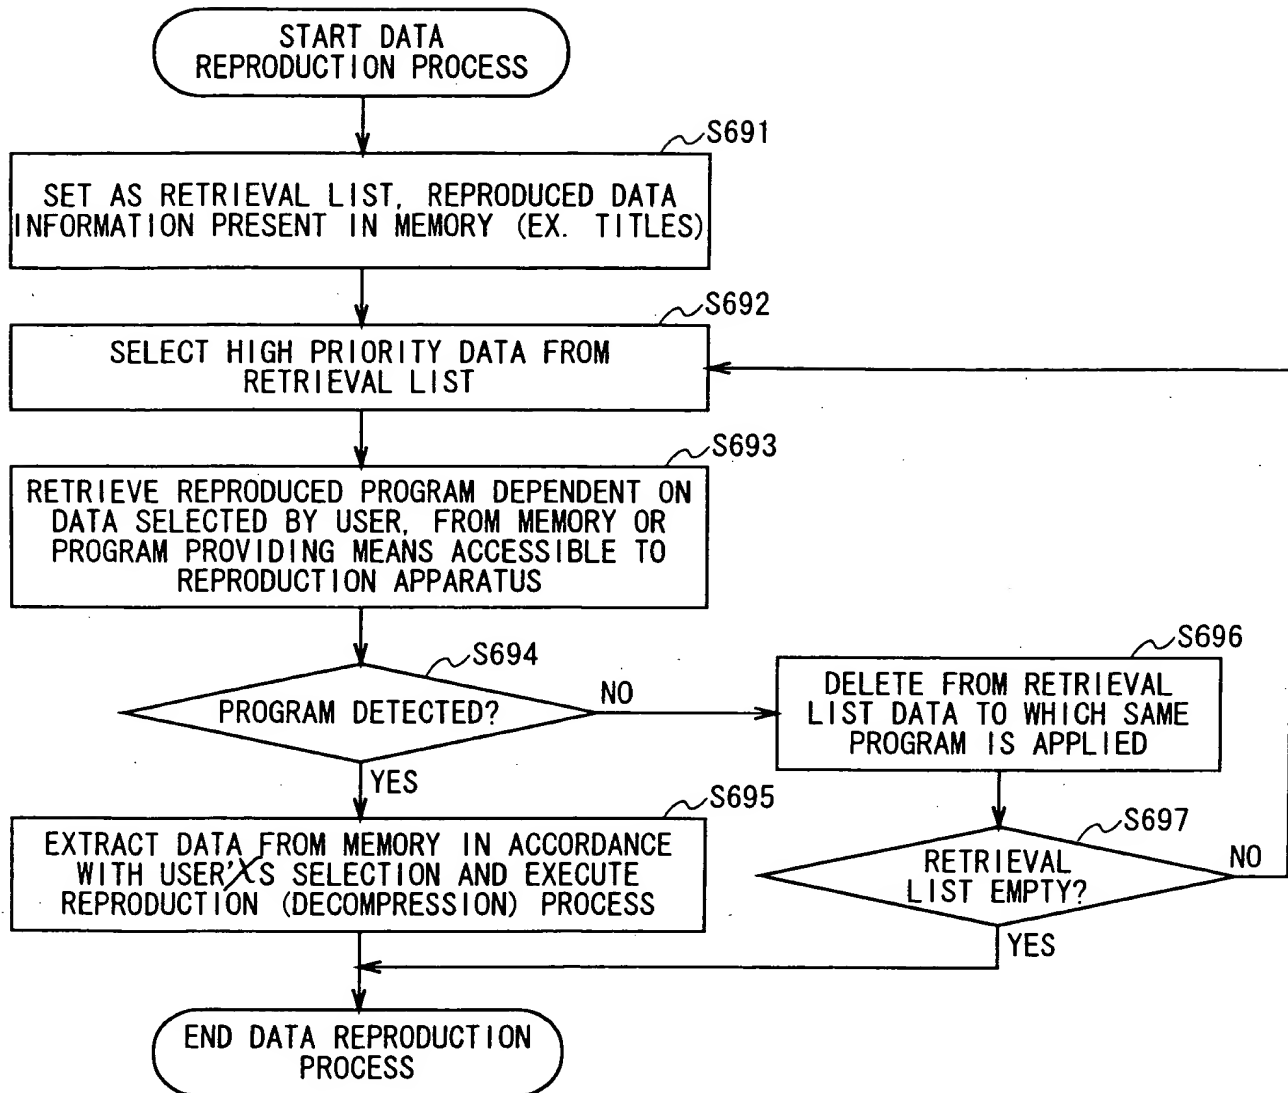 START DATA
REPRODUCTION PROCESS
S691
SET AS RETRIEVAL LIST, REPRODUCED DATA
INFORMATION PRESENT IN MEMORY (EX. TITLES)
S692
SELECT HIGH PRIORITY DATA FROM
RETRIEVAL LIST
S693
RETRIEVE REPRODUCED PROGRAM DEPENDENT ON
DATA SELECTED BY USER, FROM MEMORY OR
PROGRAM PROVIDING MEANS ACCESSIBLE TO
REPRODUCTION APPARATUS
S694
PROGRAM DETECTED?
NO
YES
S696
DELETE FROM RETRIEVAL
LIST DATA TO WHICH SAME
PROGRAM IS APPLIED
S695
EXTRACT DATA FROM MEMORY IN ACCORDANCE
WITH USER'S SELECTION AND EXECUTE
REPRODUCTION (DECOMPRESSION) PROCESS
S697
RETRIEVAL
LIST EMPTY?
NO
YES
END DATA REPRODUCTION
PROCESS